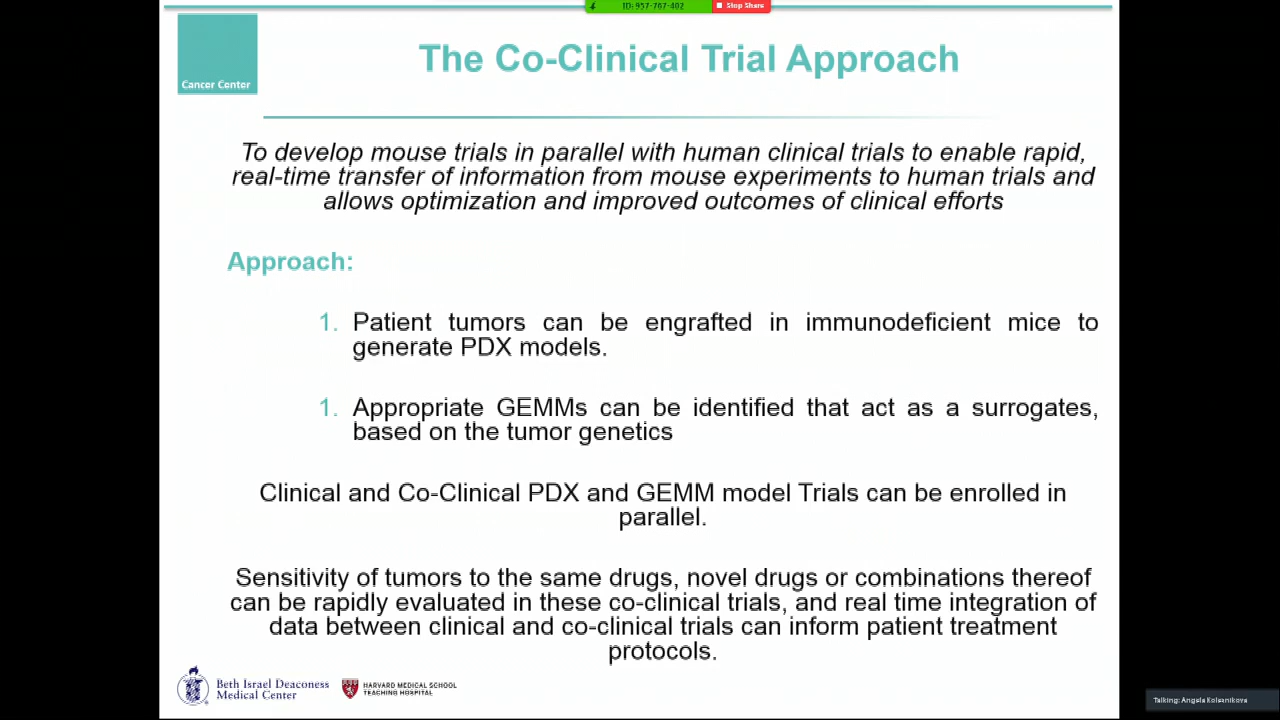 ID: 957-767-402
Stop Share
Cancer Center
The Co-Clinical Trial Approach
To develop mouse trials in parallel with human clinical trials to enable rapid,
real-time transfer of information from mouse experiments to human trials and
allows optimization and improved outcomes of clinical efforts
Approach:
1. Patient tumors can be engrafted in immunodeficient mice to
generate PDX models.
1. Appropriate GEMMs can be identified that act as a surrogates,
based on the tumor genetics
Clinical and Co-Clinical PDX and GEMM model Trials can be enrolled in
parallel.
Sensitivity of tumors to the same drugs, novel drugs or combinations thereof
can be rapidly evaluated in these co-clinical trials, and real time integration of
data between clinical and co-clinical trials can inform patient treatment
protocols.
Beth Israel Deaconess
Medical Center
HARVARD MEDICAL SCHOOL
TEACHING HOSPITAL
Talking: Angela